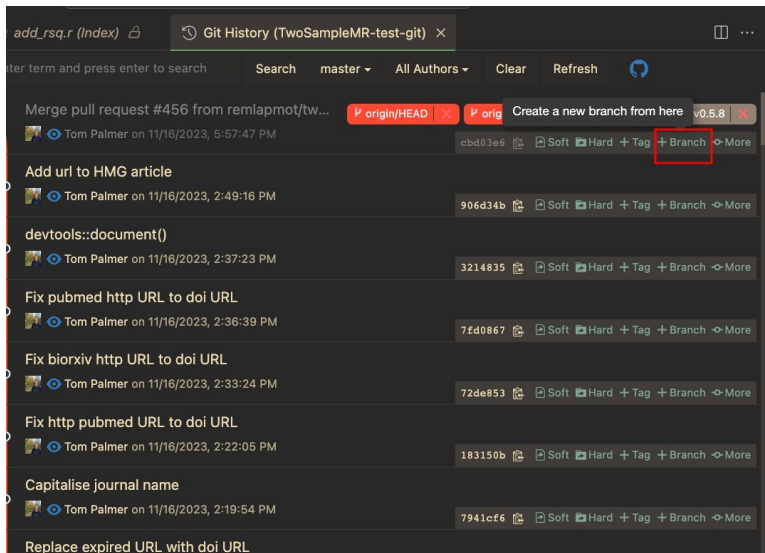 add_rsq.r (Index)
Git History (TwoSampleMR-test-git)
nter term and press enter to search Search master All Authors Clear Refresh
Merge pull request #456 from remlapmot/tw... origin/HEAD orig Create a new branch from here v0.5.8
Tom Palmer on 11/16/2023, 5:57:47 PM
cbd03e6 Soft Hard + Tag + Branch More
Add url to HMG article
Tom Palmer on 11/16/2023, 2:49:16 PM
906d34b Soft Hard + Tag + Branch More
devtools::document()
Tom Palmer on 11/16/2023, 2:37:23 PM
3214835 Soft Hard + Tag + Branch More
Fix pubmed http URL to doi URL
Tom Palmer on 11/16/2023, 2:36:39 PM
7fd0867 Soft Hard + Tag + Branch More
Fix biorxiv http URL to doi URL
Tom Palmer on 11/16/2023, 2:33:24 PM
72de853 Soft Hard + Tag + Branch More
Fix http pubmed URL to doi URL
Tom Palmer on 11/16/2023, 2:22:05 PM
183150b Soft Hard + Tag + Branch More
Capitalise journal name
Tom Palmer on 11/16/2023, 2:19:54 PM
7941cf6 Soft Hard + Tag + Branch More
Replace expired URL with doi URL